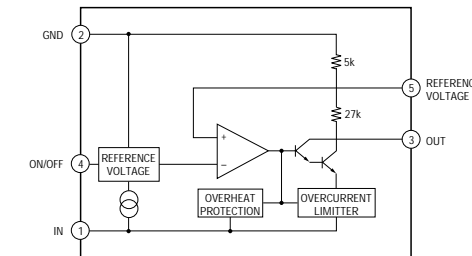 GND 2
5k
5
VOLTAGE
27k
3 OUT
ON/OFF 4
REFERENCE
VOLTAGE
+
–
OVERHEAT
PROTECTION
OVERCURRENT
LIMITTER
IN 1